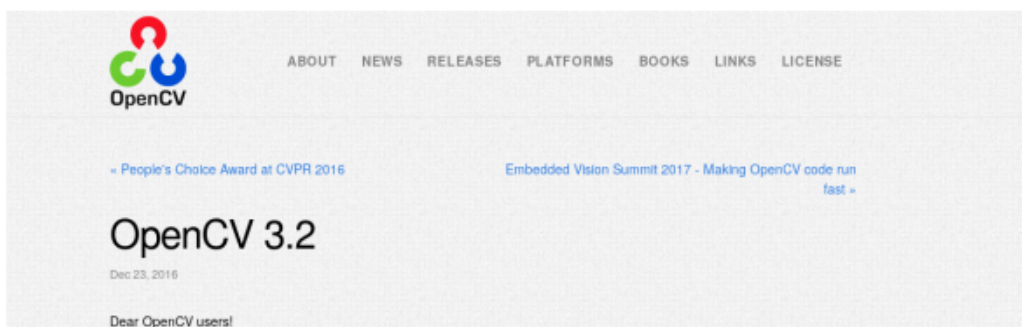 OpenCV
ABOUT NEWS RELEASES PLATFORMS BOOKS LINKS LICENSE
« People's Choice Award at CVPR 2016
Embedded Vision Summit 2017 - Making OpenCV code run
fast »
OpenCV 3.2
Dec 23, 2016
Dear OpenCV users!